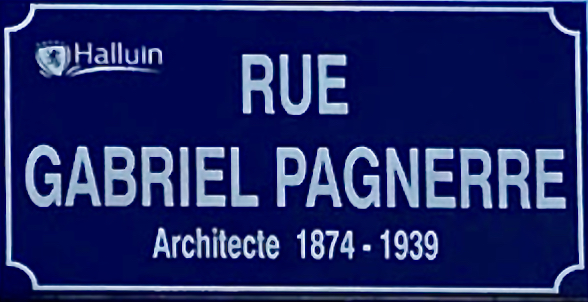 Halluin
RUE
GABRIEL PAGNERRE
Architecte 1874 - 1939